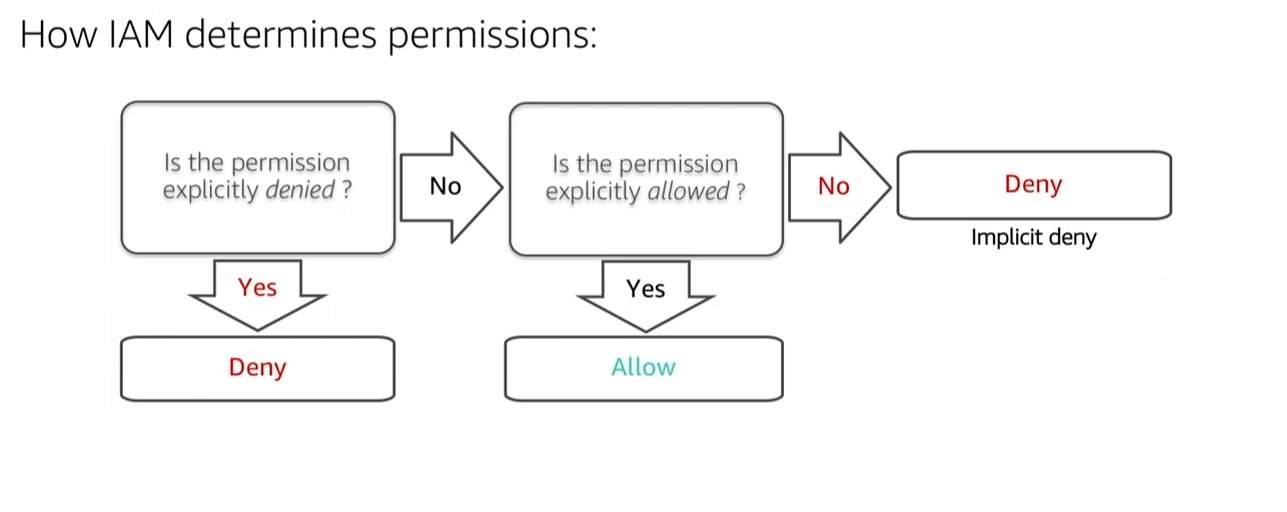 How IAM determines permissions:
Is the permission
explicitly denied ?
No
Is the permission
explicitly allowed ?
No
Deny
Implicit deny
Yes
Yes
Deny
Allow